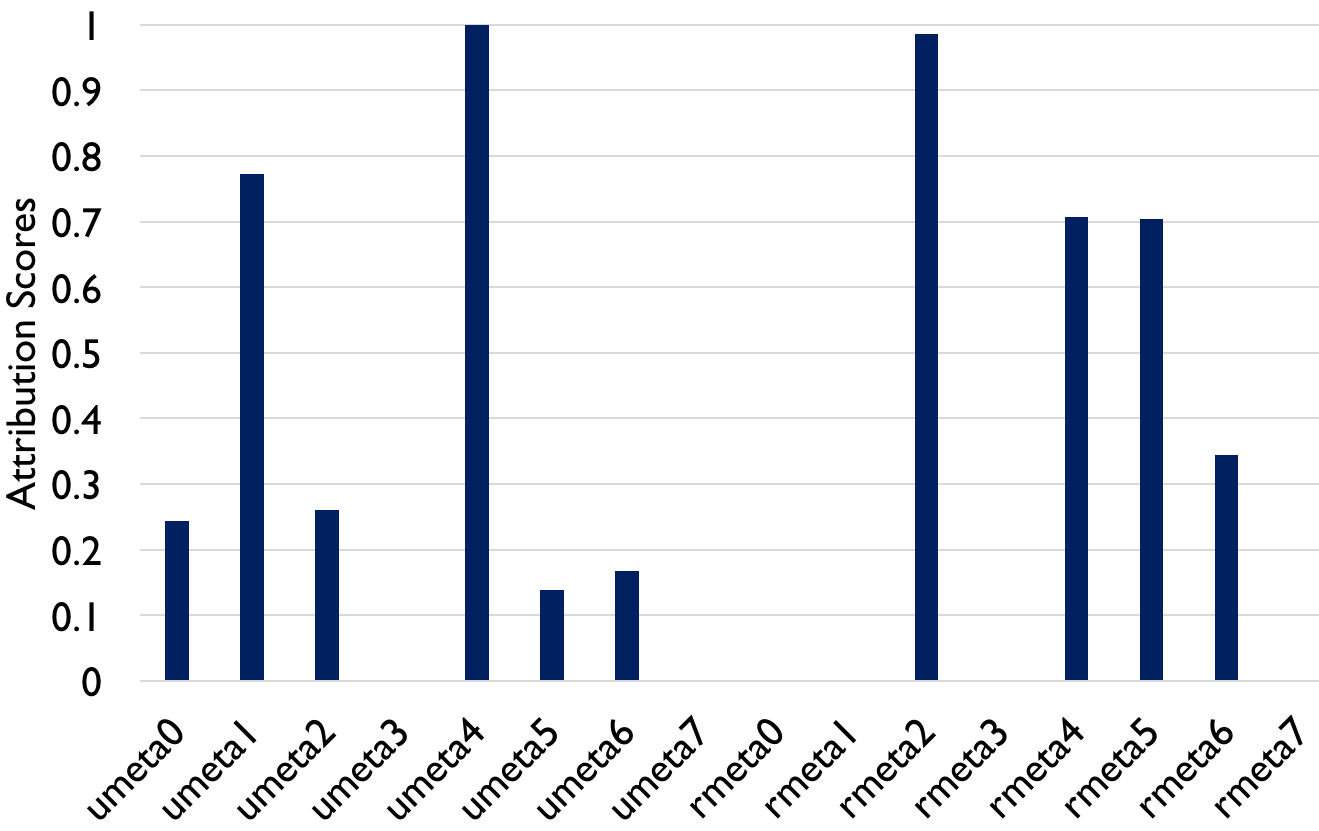 Attribution Scores
1
0.9
0.8
0.7
0.6
0.5
0.4
0.3
0.2
0.1
0
umeta0
umeta1
umeta2
umeta3
umeta4
umeta5
umeta6
umeta7
rmeta0
rmeta1
rmeta2
rmeta3
rmeta4
rmeta5
rmeta6
rmeta7